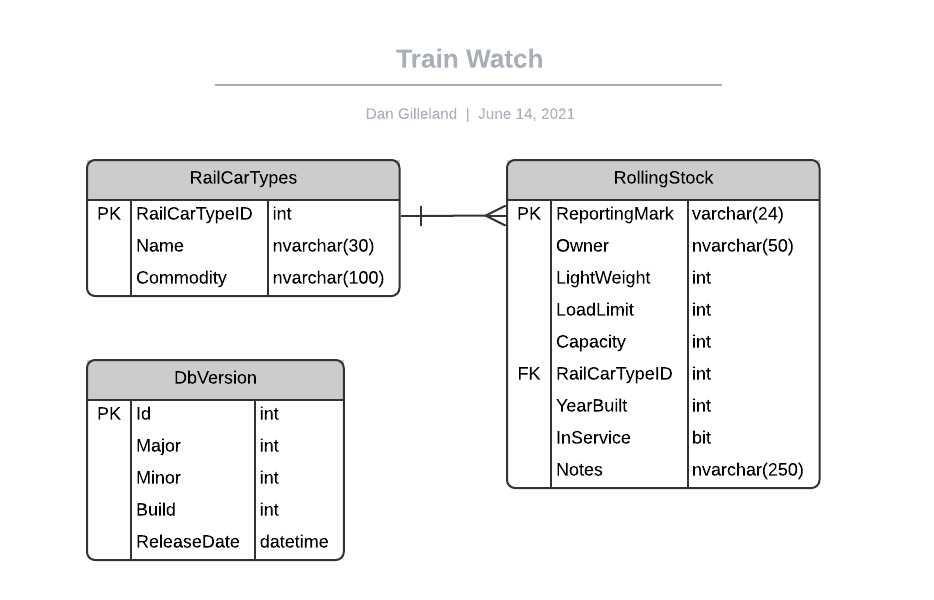 Train Watch
Dan Gilleland | June 14, 2021
RailCarTypes
PK RailCarTypeID int
Name nvarchar(30)
Commodity nvarchar(100)
RollingStock
PK ReportingMark varchar(24)
Owner nvarchar(50)
LightWeight int
LoadLimit int
Capacity int
FK RailCarTypeID int
YearBuilt int
InService bit
Notes nvarchar(250)
DbVersion
PK Id int
Major int
Minor int
Build int
ReleaseDate datetime